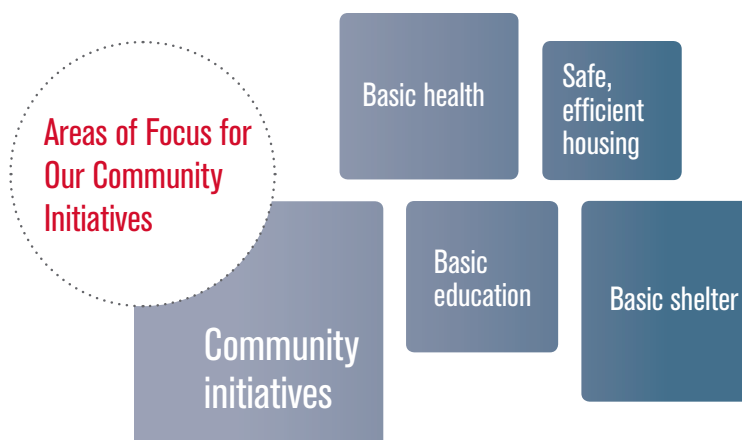 Areas of Focus for
Our Community
Initiatives
Basic health
Safe,
efficient
housing
Community
initiatives
Basic
education
Basic shelter